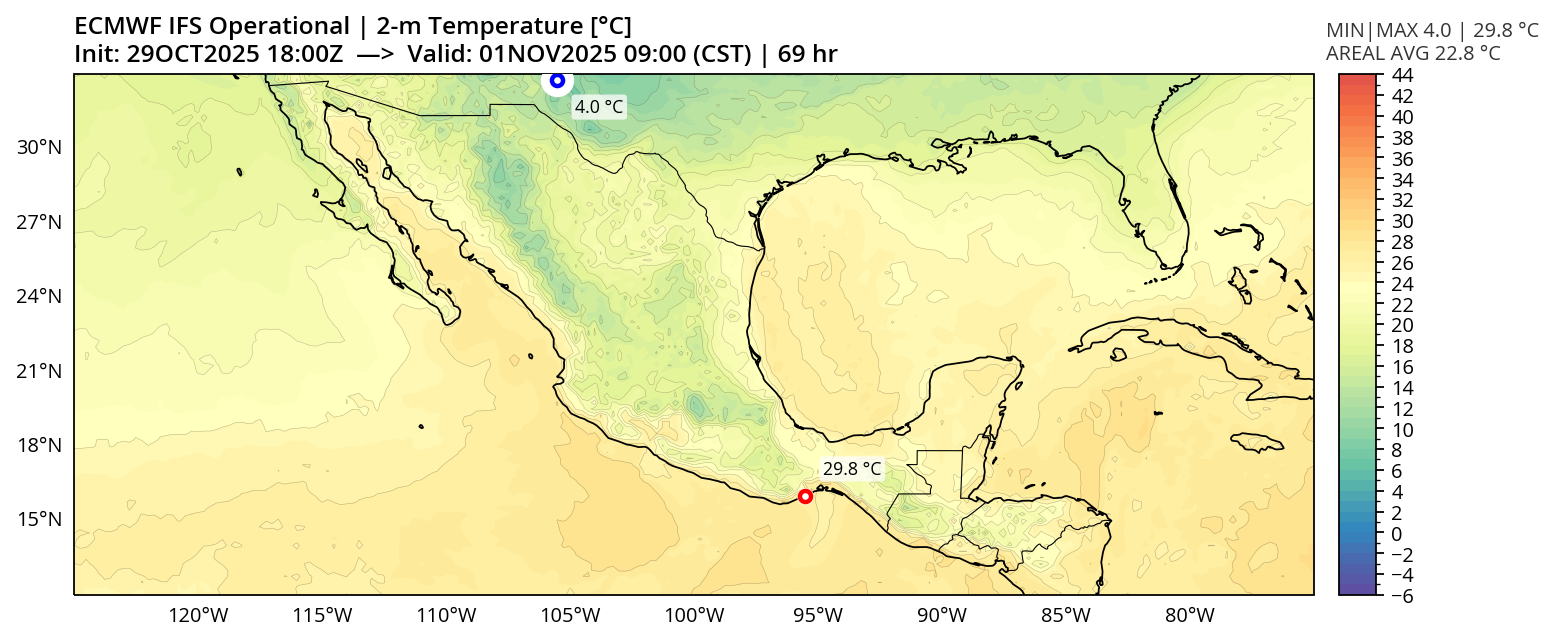 ECMWF IFS Operational | 2-m Temperature [°C]
Init: 29OCT2025 18:00Z —> Valid: 01NOV2025 09:00 (CST) | 69 hr
MIN|MAX 4.0 | 29.8 °C
AREAL AVG 22.8 °C
4.0 °C
29.8 °C
30°N
27°N
24°N
21°N
18°N
15°N
120°W
115°W
110°W
105°W
100°W
95°W
90°W
85°W
80°W
44
42
40
38
36
34
32
30
28
26
24
22
20
18
16
14
12
10
8
6
4
2
0
−2
−4
−6